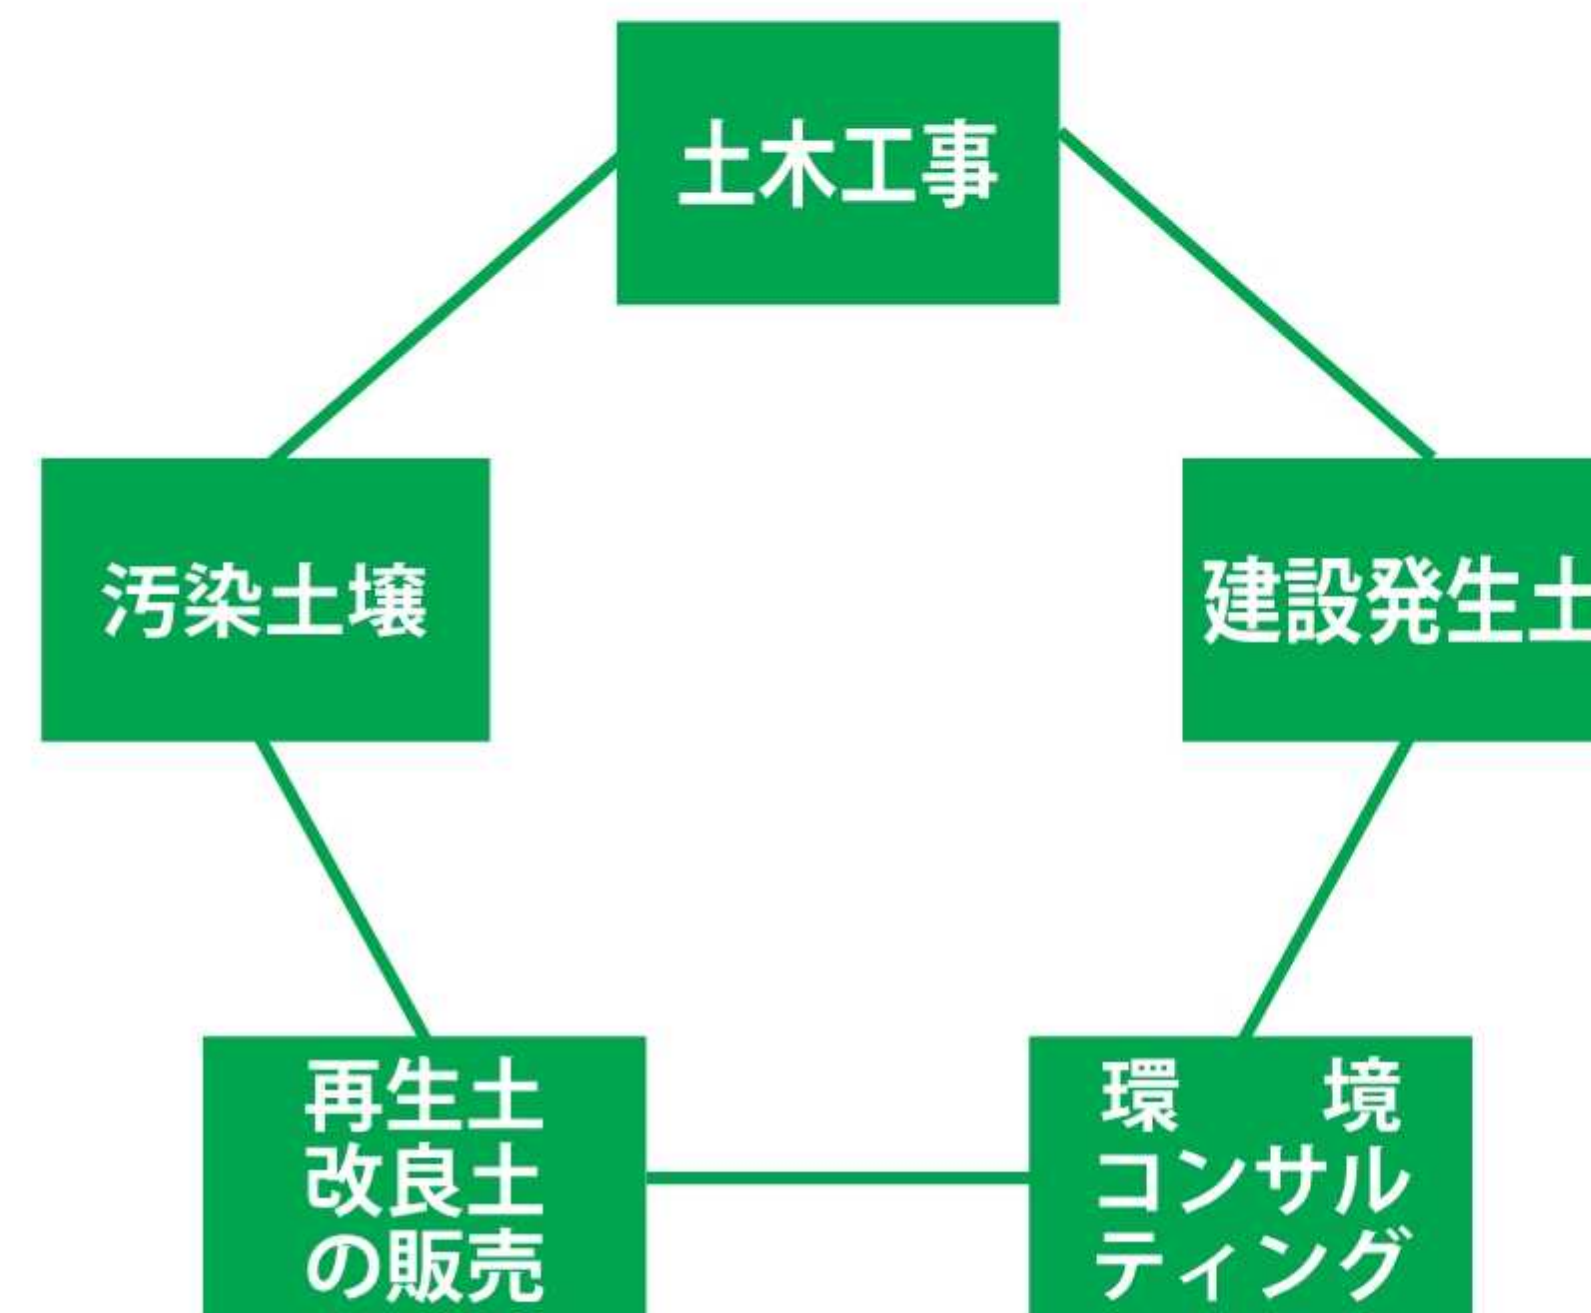 土木工事
汚染土壌
建設発生土
再生土
改良土
の販売
環　境
コンサル
ティング